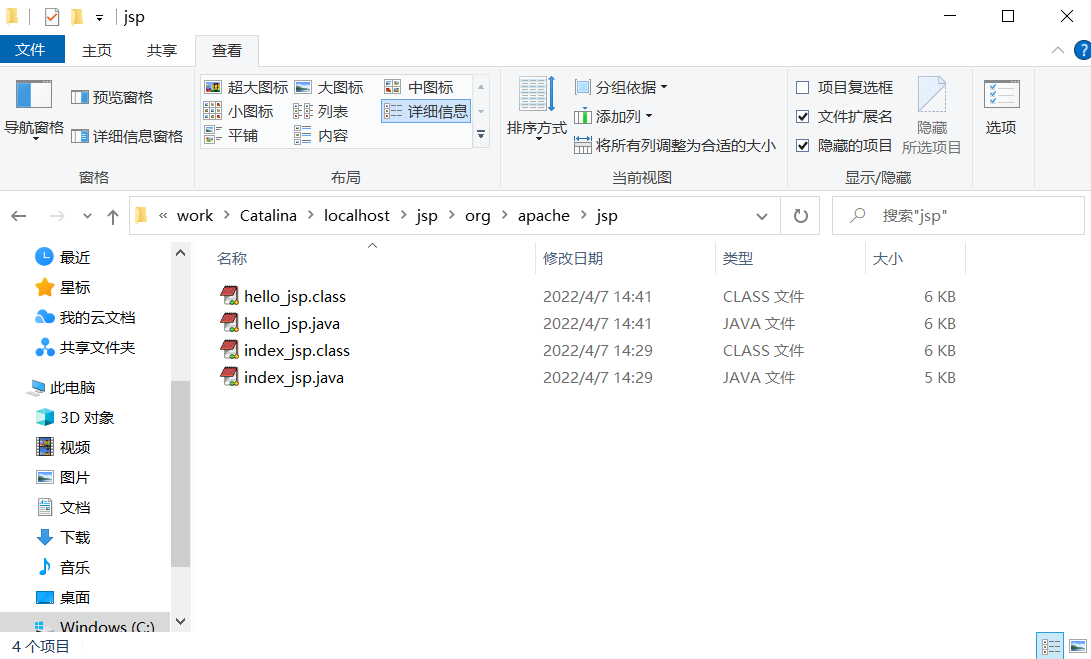 jsp
文件 主页 共享 查看
导航窗格 预览窗格 详细信息窗格
窗格
超大图标 大图标 中图标
小图标 列表 详细信息
平铺 内容
布局
排序方式 分组依据
添加列
将所有列调整为合适的大小
当前视图
项目复选框
文件扩展名
隐藏的项目
隐藏
所选项目
显示/隐藏
选项
« work › Catalina › localhost › jsp › org › apache › jsp
搜索"jsp"
最近
星标
我的云文档
共享文件夹
此电脑
3D 对象
视频
图片
文档
下载
音乐
桌面
Windows (C:)
名称 修改日期 类型 大小
hello_jsp.class 2022/4/7 14:41 CLASS 文件 6 KB
hello_jsp.java 2022/4/7 14:41 JAVA 文件 6 KB
index_jsp.class 2022/4/7 14:29 CLASS 文件 6 KB
index_jsp.java 2022/4/7 14:29 JAVA 文件 5 KB
4 个项目